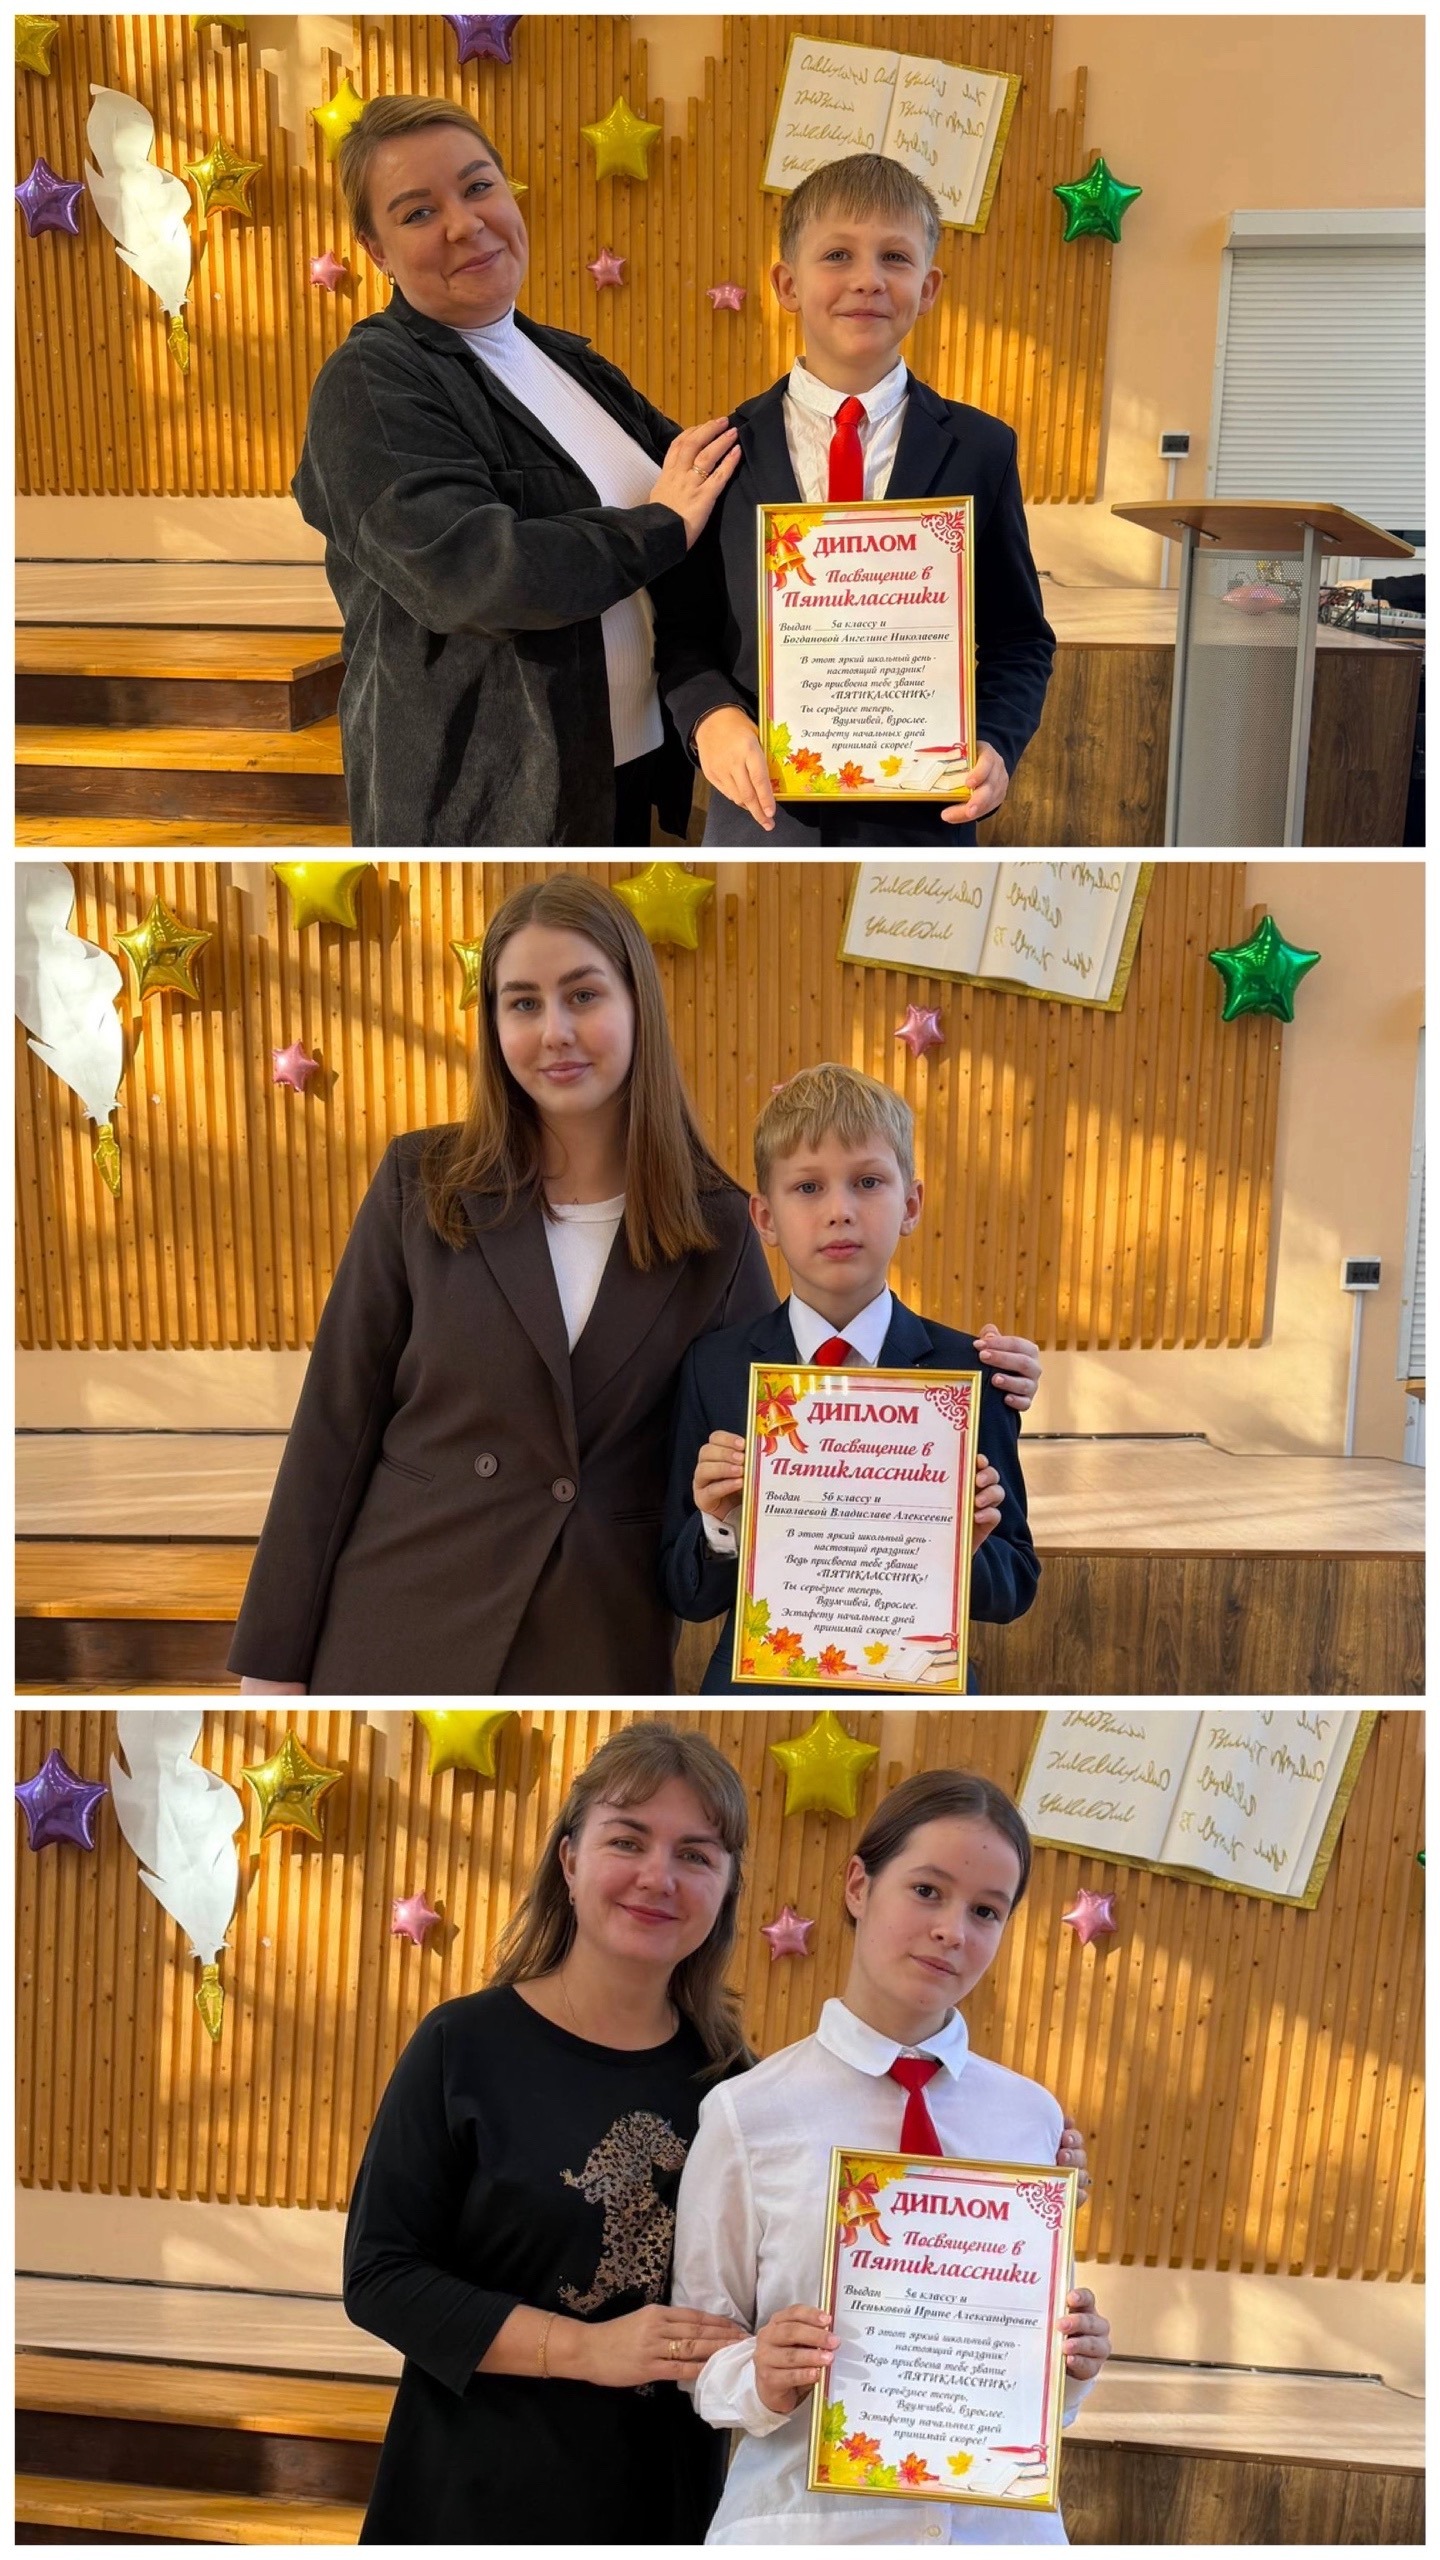 ДИПЛОМ
Посвящение в
Пятиклассники
Выдан 5а классу и
Богдановой Ангелине Николаевне
В этот яркий школьный день -
настоящий праздник!
Ведь присвоена тебе звание
«ПЯТИКЛАССНИК»!
Ты серьёзнее теперь,
Вдумчивей, взрослее.
Эстафету начальных дней
принимай скорее!
ДИПЛОМ
Посвящение в
Пятиклассники
Выдан 5б классу и
Николаевой Владиславе Алексеевне
В этот яркий школьный день -
настоящий праздник!
Ведь присвоена тебе звание
«ПЯТИКЛАССНИК»!
Ты серьёзнее теперь,
Вдумчивей, взрослее.
Эстафету начальных дней
принимай скорее!
ДИПЛОМ
Посвящение в
Пятиклассники
Выдан 5в классу и
Пеньковой Ирине Александровне
В этот яркий школьный день -
настоящий праздник!
Ведь присвоена тебе звание
«ПЯТИКЛАССНИК»!
Ты серьёзнее теперь,
Вдумчивей, взрослее.
Эстафету начальных дней
принимай скорее!